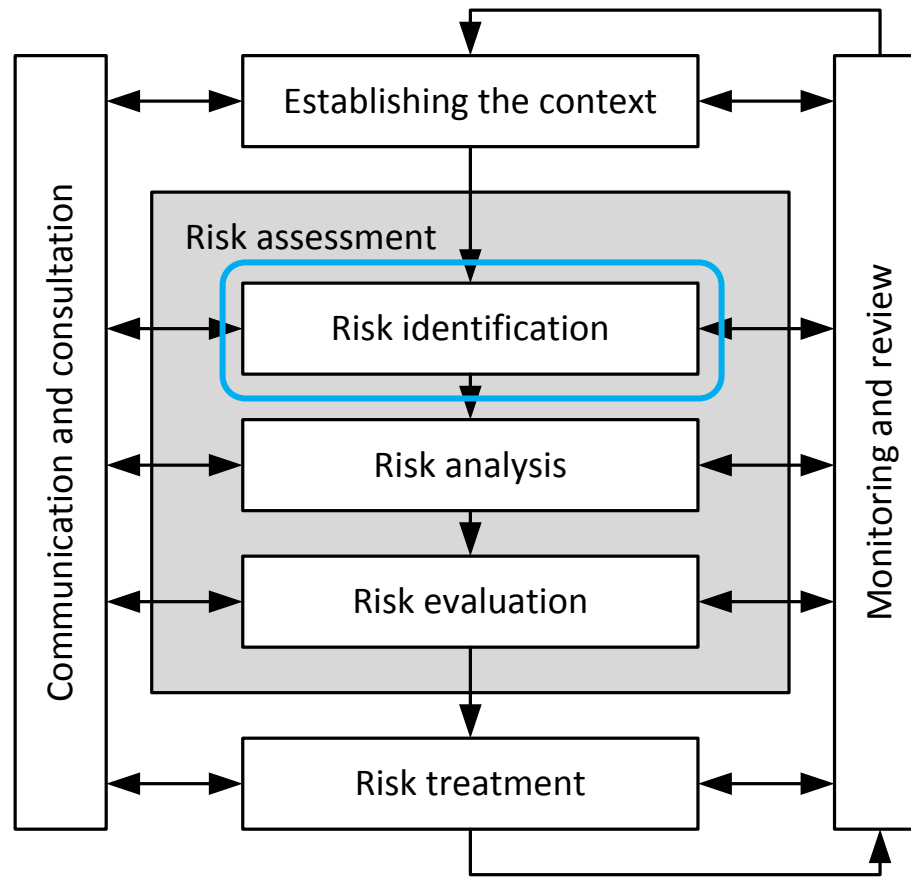 Establishing the context
Communication and consultation
Risk assessment
Risk identification
Risk analysis
Risk evaluation
Risk treatment
Monitoring and review